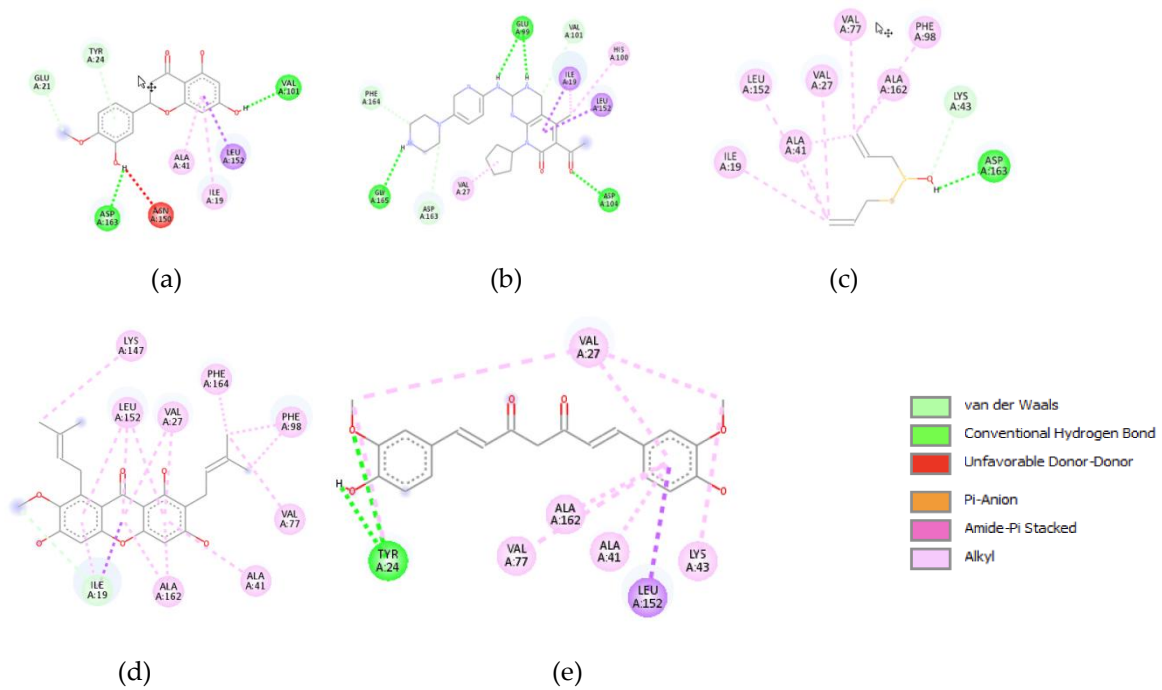 GLU
A:21
TYR
A:24
VAL
A:101
H
O
O
O
O
O
O
H
ASP
A:163
ASN
A:150
ALA
A:41
ILE
A:19
LEU
A:152
(a)
GLU
A:99
VAL
A:101
HIS
A:100
ILE
A:19
LEU
A:152
PHE
A:164
H
H
H
O
O
GLY
A:165
ASP
A:163
VAL
A:27
ASP
A:104
(b)
VAL
A:77
PHE
A:98
LEU
A:152
VAL
A:27
ALA
A:162
LYS
A:43
ALA
A:41
ILE
A:19
O
H
ASP
A:163
(c)
LYS
A:147
PHE
A:164
LEU
A:152
VAL
A:27
PHE
A:98
VAL
A:77
O
O
O
O
O
O
ILE
A:19
ALA
A:162
ALA
A:41
(d)
VAL
A:27
O
O
O
O
H
O
O
TYR
A:24
VAL
A:77
ALA
A:162
ALA
A:41
LYS
A:43
LEU
A:152
(e)
van der Waals
Conventional Hydrogen Bond
Unfavorable Donor-Donor
Pi-Anion
Amide-Pi Stacked
Alkyl